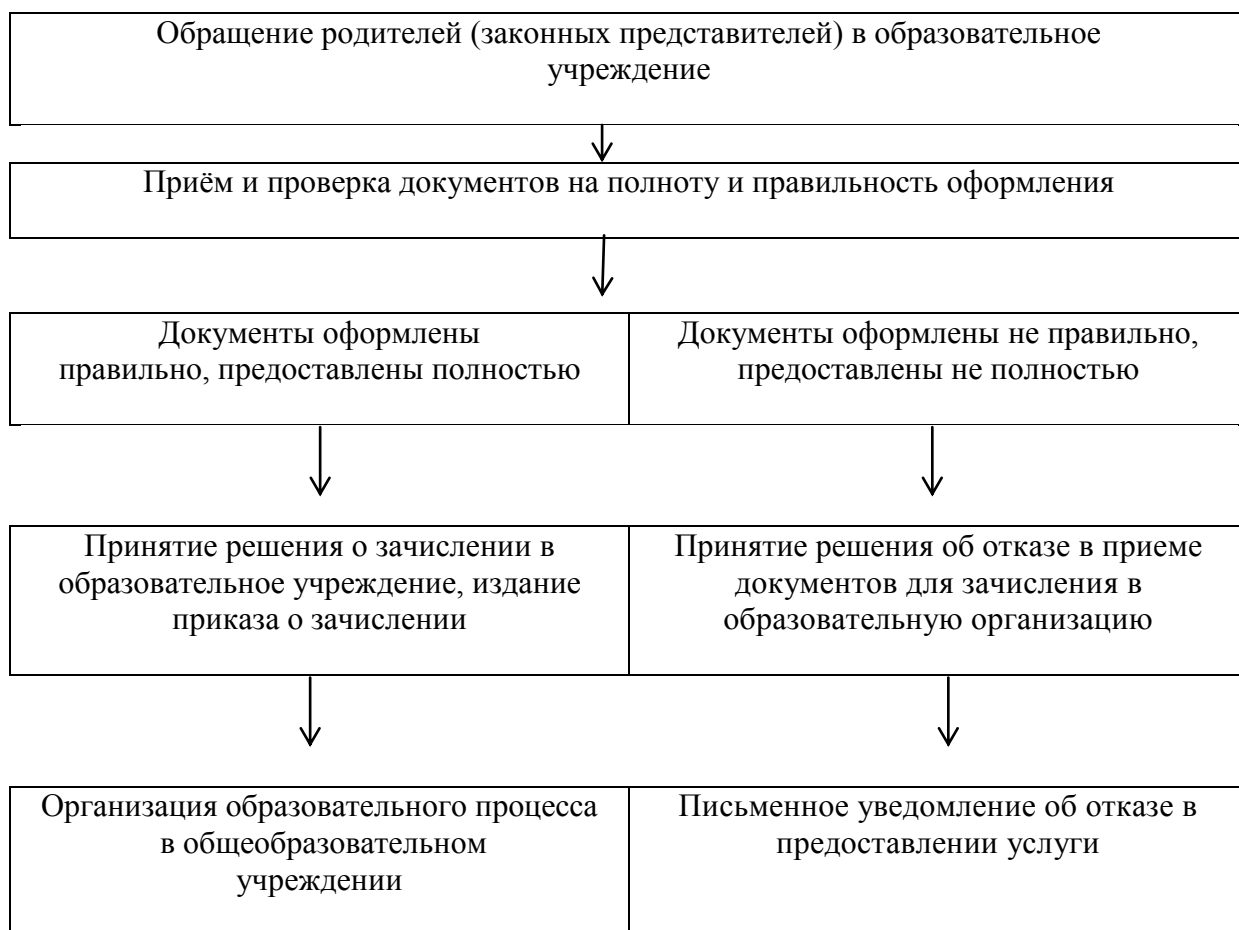 Обращение родителей (законных представителей) в образовательное
учреждение
Приём и проверка документов на полноту и правильность оформления
Документы оформлены
правильно, предоставлены полностью
Документы оформлены не правильно,
предоставлены не полностью
Принятие решения о зачислении в
образовательное учреждение, издание
приказа о зачислении
Принятие решения об отказе в приеме
документов для зачисления в
образовательную организацию
Организация образовательного процесса
в общеобразовательном
учреждении
Письменное уведомление об отказе в
предоставлении услуги